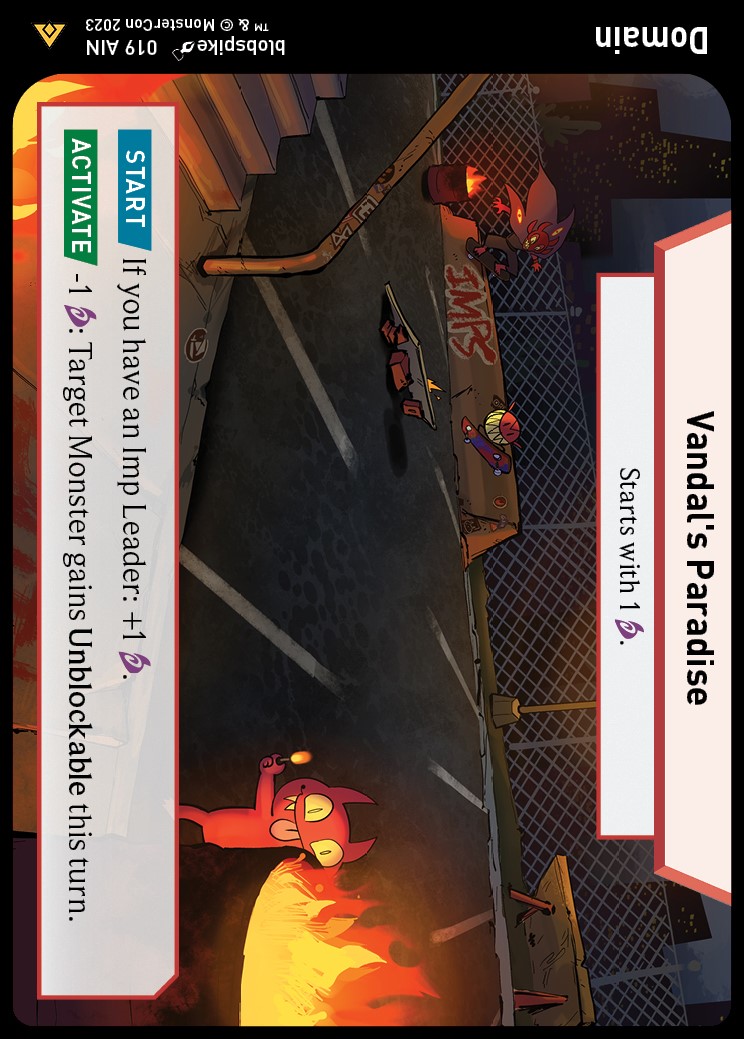 Vandal's Paradise
Starts with 1 .
IMPS
START If you have an Imp Leader: +1 .
ACTIVATE -1 : Target Monster gains Unblockable this turn.
Domain
blobspike 019 AIN
™ & © MonsterCon 2023